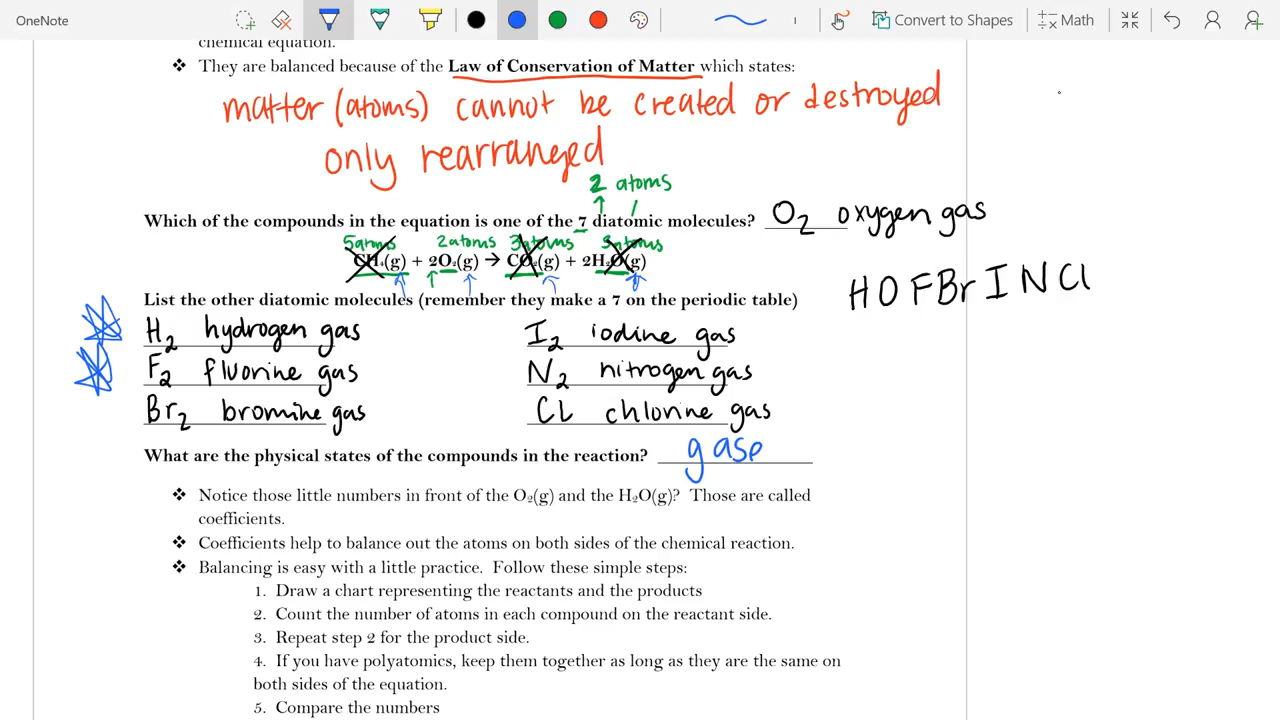 OneNote
Convert to Shapes
Math
chemical equation.
❖ They are balanced because of the Law of Conservation of Matter which states:
matter (atoms) cannot be created or destroyed
only rearranged
2 atoms
Which of the compounds in the equation is one of the 7 diatomic molecules? O₂ oxygen gas
5 atoms 2 atoms 3 atoms 3 atoms
CH₄(g) + 2O₂(g) → CO₂(g) + 2H₂O(g)
HOFBrINCl
List the other diatomic molecules (remember they make a 7 on the periodic table)
H₂ hydrogen gas I₂ iodine gas
F₂ fluorine gas N₂ nitrogen gas
Br₂ bromine gas Cl chlorine gas
What are the physical states of the compounds in the reaction? gase
❖ Notice those little numbers in front of the O₂(g) and the H₂O(g)? Those are called
coefficients.
❖ Coefficients help to balance out the atoms on both sides of the chemical reaction.
❖ Balancing is easy with a little practice. Follow these simple steps:
1. Draw a chart representing the reactants and the products
2. Count the number of atoms in each compound on the reactant side.
3. Repeat step 2 for the product side.
4. If you have polyatomics, keep them together as long as they are the same on
both sides of the equation.
5. Compare the numbers